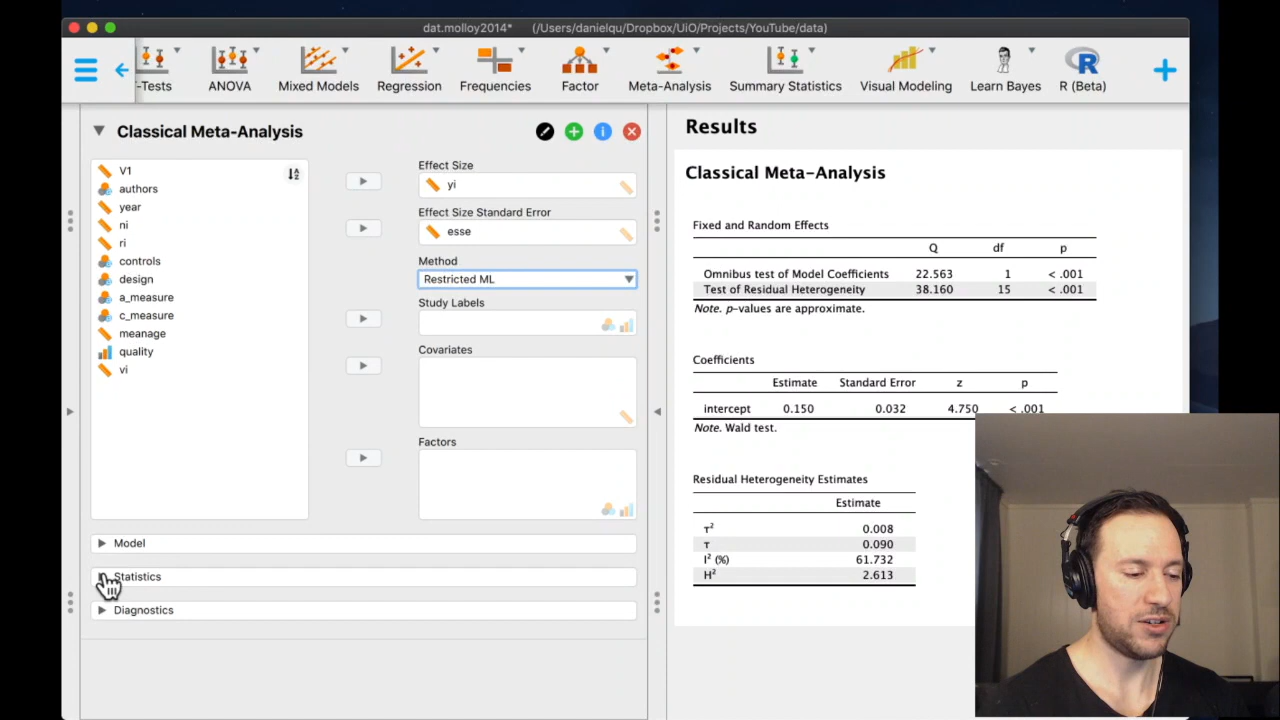 dat.molloy2014* (/Users/danielqu/Dropbox/UiO/Projects/YouTube/data)
-Tests ANOVA Mixed Models Regression Frequencies Factor Meta-Analysis Summary Statistics Visual Modeling Learn Bayes R (Beta)
Classical Meta-Analysis
V1
authors
year
ni
ri
controls
design
a_measure
c_measure
meanage
quality
vi
Effect Size
yi
Effect Size Standard Error
esse
Method
Restricted ML
Study Labels
Covariates
Factors
Model
Statistics
Diagnostics
Results
Classical Meta-Analysis
Fixed and Random Effects
Q df p
Omnibus test of Model Coefficients 22.563 1 < .001
Test of Residual Heterogeneity 38.160 15 < .001
Note. p-values are approximate.
Coefficients
Estimate Standard Error z p
intercept 0.150 0.032 4.750 < .001
Note. Wald test.
Residual Heterogeneity Estimates
Estimate
τ² 0.008
τ 0.090
I² (%) 61.732
H² 2.613